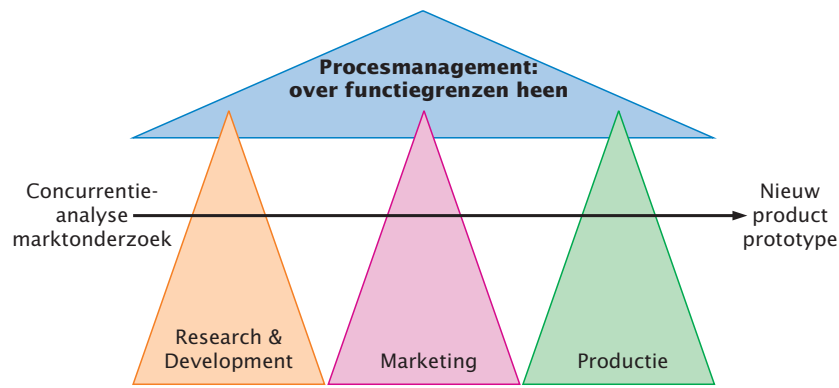 Procesmanagement:
over functiegrenzen heen
Concurrentie-
analyse
marktonderzoek
Nieuw
product
prototype
Research &
Development
Marketing
Productie